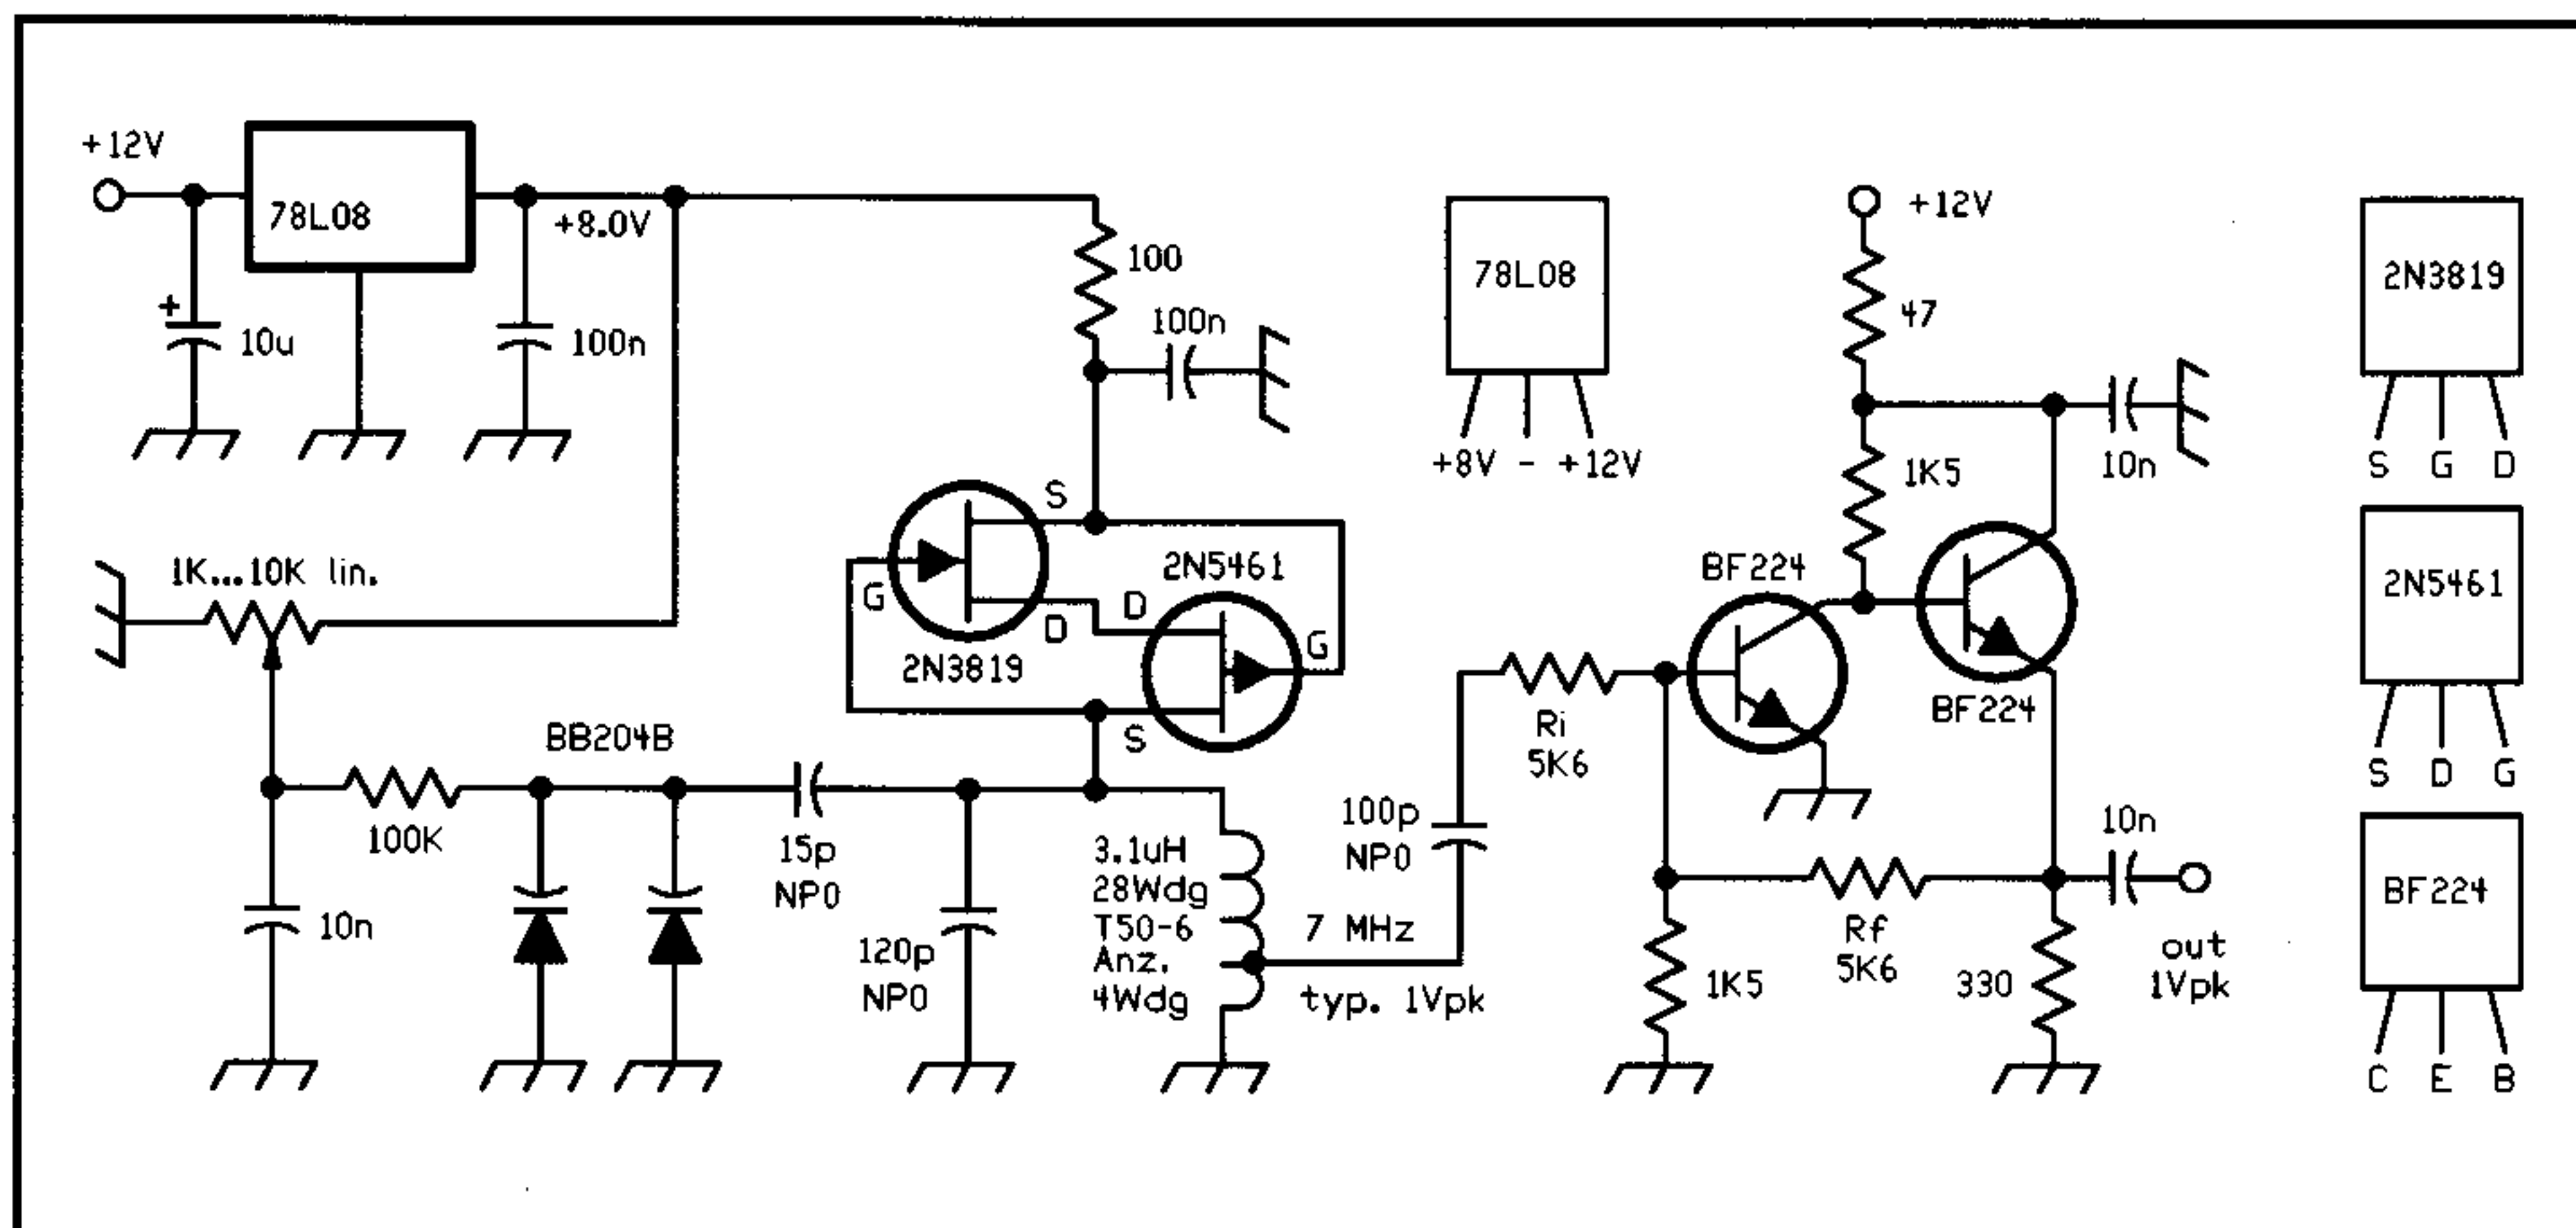 +12V
78L08
+8.0V
+
10u
100n
100
100n
1K...10K lin.
S
G
D
2N3819
D
2N5461
G
S
BB204B
100K
10n
15p
NP0
120p
NP0
3.1uH
28Wdg
T50-6
Anz.
4Wdg
7 MHz
typ. 1Vpk
100p
NP0
78L08
+8V - +12V
+12V
47
1K5
10n
BF224
BF224
Ri
5K6
1K5
Rf
5K6
330
10n
out
1Vpk
2N3819
S G D
2N5461
S D G
BF224
C E B